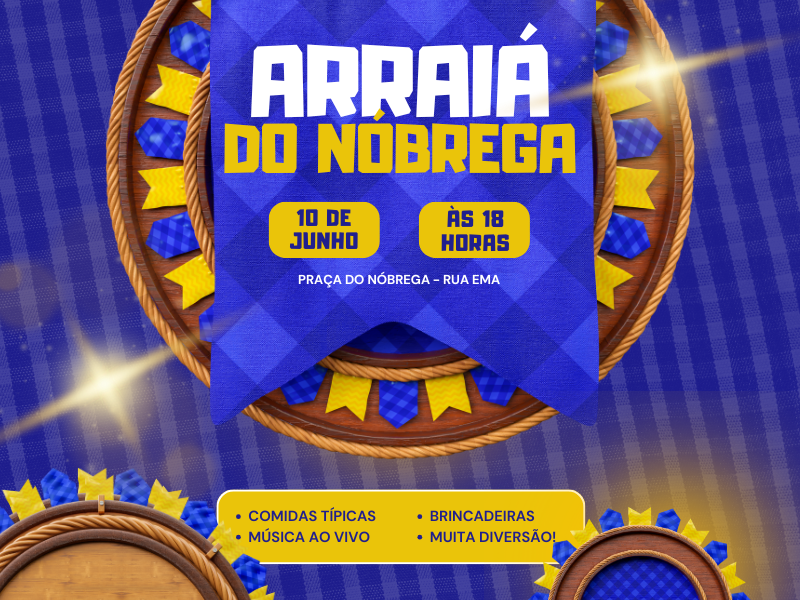 ARRAIÁ
DO NÓBREGA
10 DE
JUNHO
ÀS 18
HORAS
PRAÇA DO NÓBREGA - RUA EMA
• COMIDAS TÍPICAS
• MÚSICA AO VIVO
• BRINCADEIRAS
• MUITA DIVERSÃO!